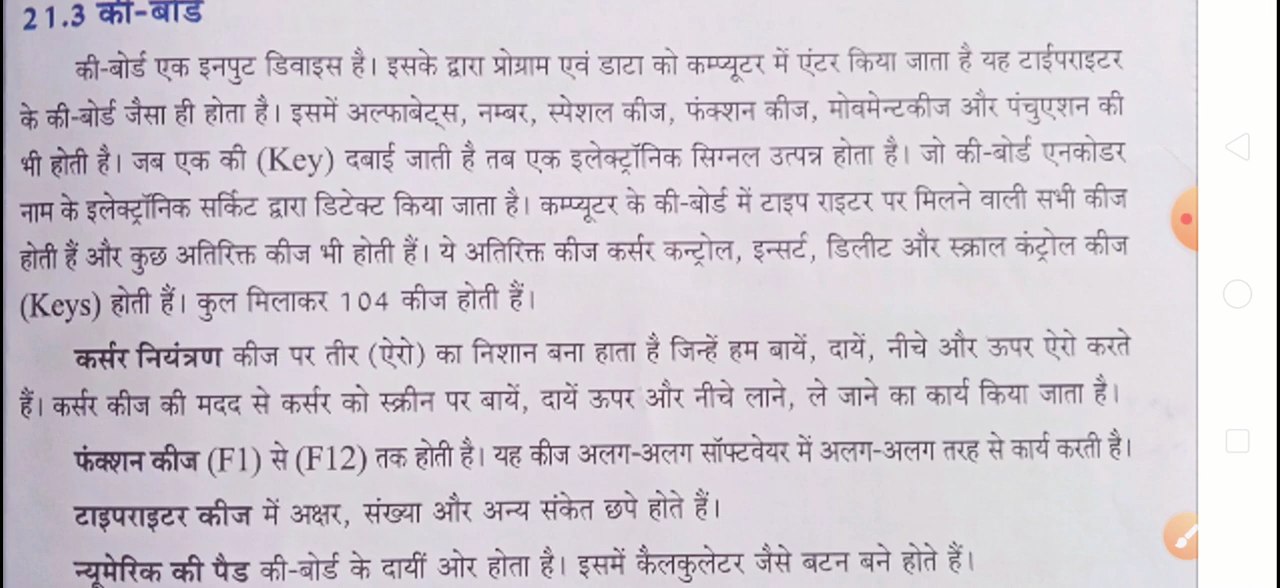 21.3 की-बोर्ड
की-बोर्ड एक इनपुट डिवाइस है। इसके द्वारा प्रोग्राम एवं डाटा को कम्प्यूटर में एंटर किया जाता है यह टाईपराइटर
के की-बोर्ड जैसा ही होता है। इसमें अल्फाबेट्स, नम्बर, स्पेशल कीज, फंक्शन कीज, मोवमेन्टकीज और पंचुएशन की
भी होती है। जब एक की (Key) दबाई जाती है तब एक इलेक्ट्रॉनिक सिग्नल उत्पन्न होता है। जो की-बोर्ड एनकोडर
नाम के इलेक्ट्रॉनिक सर्किट द्वारा डिटेक्ट किया जाता है। कम्प्यूटर के की-बोर्ड में टाइप राइटर पर मिलने वाली सभी कीज
होती हैं और कुछ अतिरिक्त कीज भी होती हैं। ये अतिरिक्त कीज कर्सर कन्ट्रोल, इन्सर्ट, डिलीट और स्क्राल कंट्रोल कीज
(Keys) होती हैं। कुल मिलाकर 104 कीज होती हैं।
कर्सर नियंत्रण कीज पर तीर (ऐरो) का निशान बना हाता है जिन्हें हम बायें, दायें, नीचे और ऊपर ऐरो करते
हैं। कर्सर कीज की मदद से कर्सर को स्क्रीन पर बायें, दायें ऊपर और नीचे लाने, ले जाने का कार्य किया जाता है।
फंक्शन कीज (F1) से (F12) तक होती है। यह कीज अलग-अलग सॉफ्टवेयर में अलग-अलग तरह से कार्य करती है।
टाइपराइटर कीज में अक्षर, संख्या और अन्य संकेत छपे होते हैं।
न्यूमेरिक की पैड की-बोर्ड के दायीं ओर होता है। इसमें कैलकुलेटर जैसे बटन बने होते हैं।